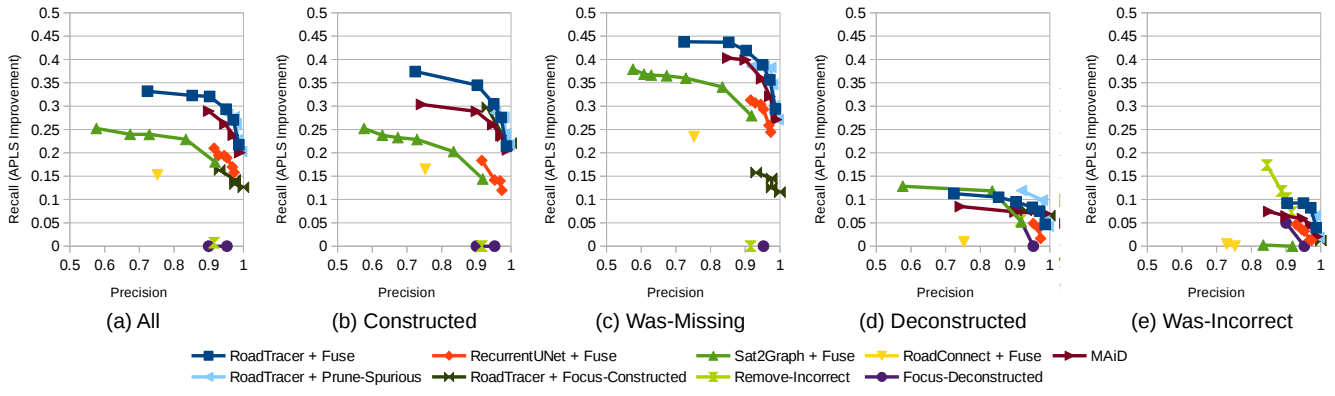 0.5 0.5 0.5 0.5 0.5
0.45 0.45 0.45 0.45 0.45
0.4 0.4 0.4 0.4 0.4
0.35 0.35 0.35 0.35 0.35
0.3 0.3 0.3 0.3 0.3
0.25 0.25 0.25 0.25 0.25
0.2 0.2 0.2 0.2 0.2
0.15 0.15 0.15 0.15 0.15
0.1 0.1 0.1 0.1 0.1
0.05 0.05 0.05 0.05 0.05
0 0 0 0 0
Recall (APLS Improvement) Recall (APLS Improvement) Recall (APLS Improvement) Recall (APLS Improvement) Recall (APLS Improvement)
0.5 0.6 0.7 0.8 0.9 1 0.5 0.6 0.7 0.8 0.9 1 0.5 0.6 0.7 0.8 0.9 1 0.5 0.6 0.7 0.8 0.9 1 0.5 0.6 0.7 0.8 0.9 1
Precision Precision Precision Precision Precision
(a) All (b) Constructed (c) Was-Missing (d) Deconstructed (e) Was-Incorrect
RoadTracer + Fuse RecurrentUNet + Fuse Sat2Graph + Fuse RoadConnect + Fuse MAiD
RoadTracer + Prune-Spurious RoadTracer + Focus-Constructed Remove-Incorrect Focus-Deconstructed